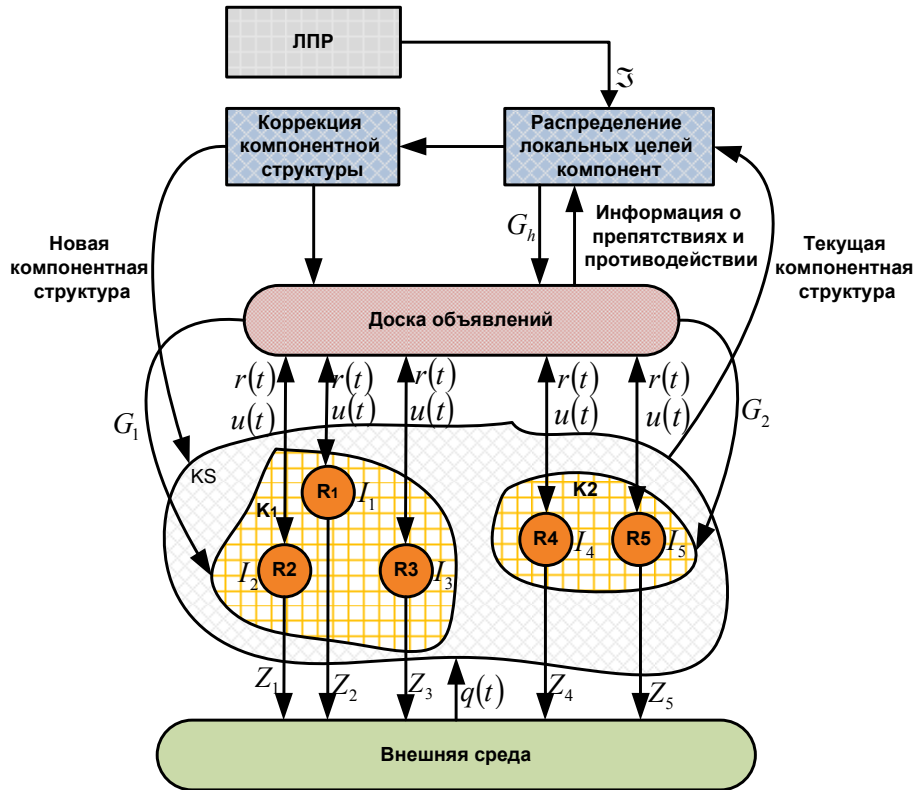 ЛПР
ℑ
Коррекция
компонентной
структуры
Распределение
локальных целей
компонент
G_h
Информация о
препятствиях и
противодействии
Новая
компонентная
структура
Текущая
компонентная
структура
Доска объявлений
r(t) r(t) r(t) r(t) r(t)
u(t) u(t) u(t) u(t) u(t)
G_1
G_2
KS
K1
R1 I_1
R2 I_2
R3 I_3
K2
R4 I_4
R5 I_5
Z_1 Z_2 Z_3 q(t) Z_4 Z_5
Внешняя среда